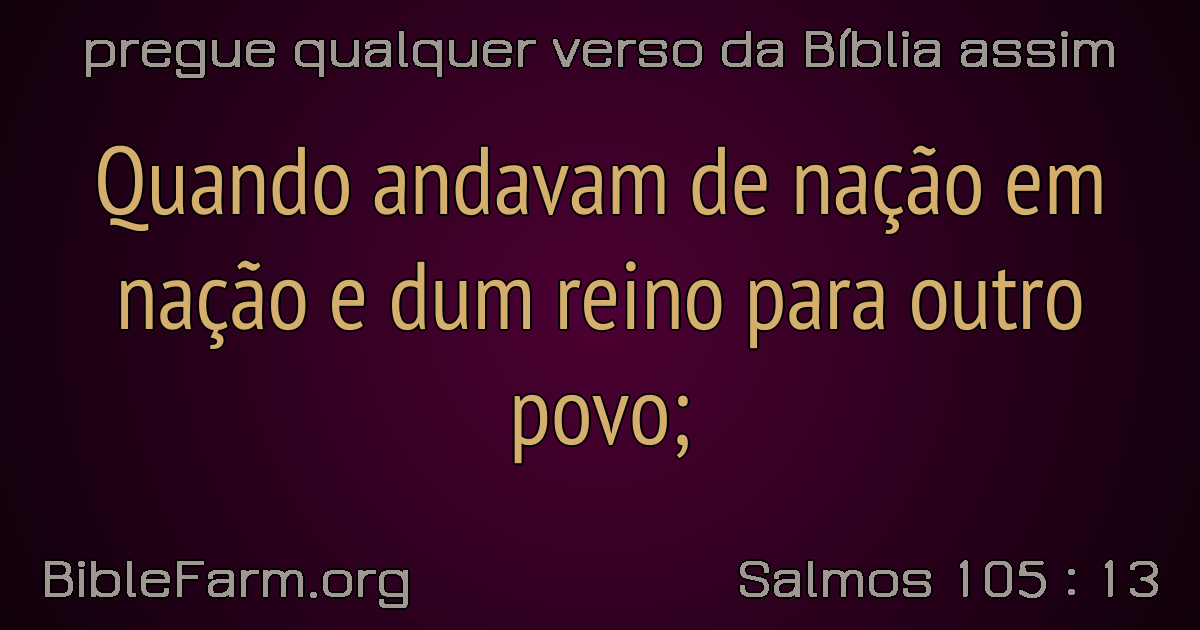 pregue qualquer verso da Bíblia assim
Quando andavam de nação em
nação e dum reino para outro
povo;
BibleFarm.org
Salmos 105 : 13